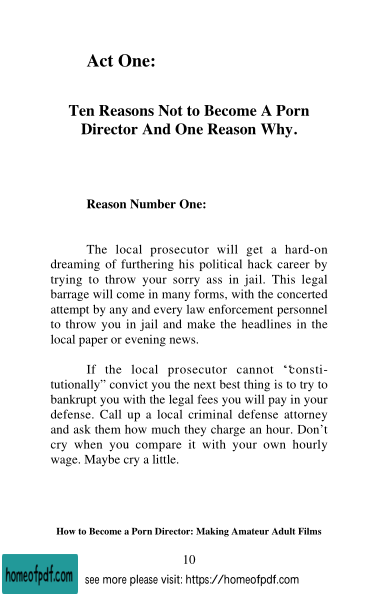 Act One:
Ten Reasons Not to Become A Porn
Director And One Reason Why.
Reason Number One:
The local prosecutor will get a hard-on
dreaming of furthering his political hack career by
trying to throw your sorry ass in jail. This legal
barrage will come in many forms, with the concerted
attempt by any and every law enforcement personnel
to throw you in jail and make the headlines in the
local paper or evening news.
If the local prosecutor cannot “consti-
tutionally” convict you the next best thing is to try to
bankrupt you with the legal fees you will pay in your
defense. Call up a local criminal defense attorney
and ask them how much they charge an hour. Don’t
cry when you compare it with your own hourly
wage. Maybe cry a little.
How to Become a Porn Director: Making Amateur Adult Films
10
homeofpdf.com
see more please visit: https://homeofpdf.com